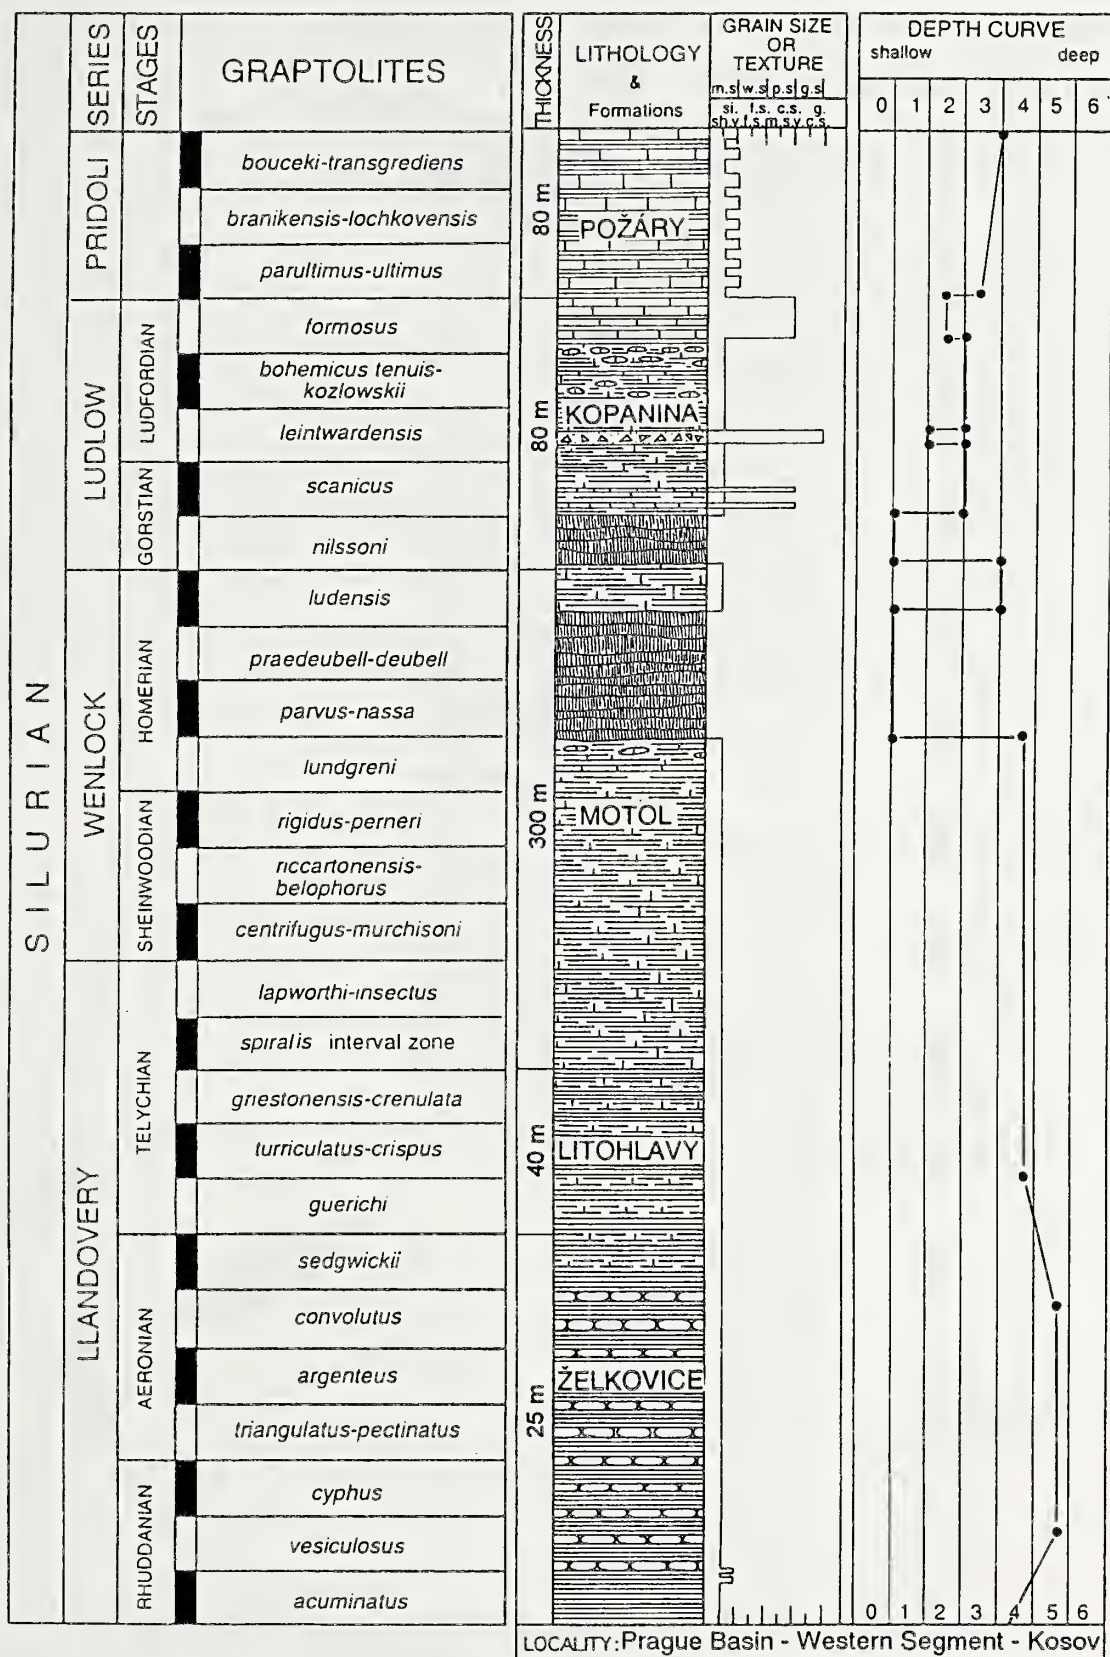 SERIES
STAGES
GRAPTOLITES
THICKNESS
LITHOLOGY
&
Formations
GRAIN SIZE
OR
TEXTURE
m.s w.s p.s g.s
si. f.s. c.s. g.
sh v.f.s. m.s v.c.s.
DEPTH CURVE
shallow deep
0 1 2 3 4 5 6
SILURIAN
PRIDOLI
bouceki-transgrediens
branikensis-lochkovensis
parultimus-ultimus
80 m
POŽÁRY
LUDLOW
LUDFORDIAN
formosus
bohemicus tenuis-
kozlowskii
leintwardensis
GORSTIAN
scanicus
nilssoni
80 m
KOPANINA
WENLOCK
HOMERIAN
ludensis
praedeubell-deubell
parvus-nassa
lundgreni
SHEINWOODIAN
rigidus-perneri
riccartonensis-
belophorus
centrifugus-murchisoni
300 m
MOTOL
LLANDOVERY
TELYCHIAN
lapworthi-insectus
spiralis interval zone
griestonensis-crenulata
turriculatus-crispus
guerichi
40 m
LITOHLAVY
AERONIAN
sedgwickii
convolutus
argenteus
triangulatus-pectinatus
RHUDDANIAN
cyphus
vesiculosus
acuminatus
25 m
ŽELKOVICE
0 1 2 3 4 5 6
LOCALITY: Prague Basin - Western Segment - Kosov